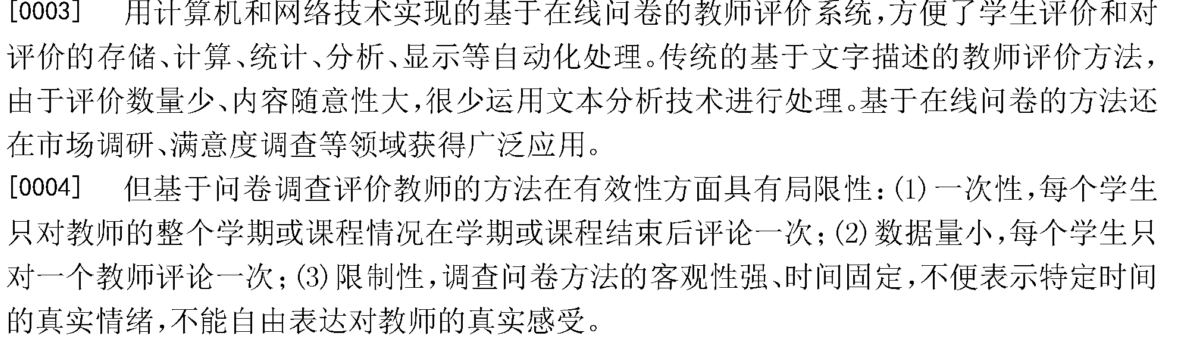 [0003] 用计算机和网络技术实现的基于在线问卷的教师评价系统,方便了学生评价和对
评价的存储、计算、统计、分析、显示等自动化处理。传统的基于文字描述的教师评价方法,
由于评价数量少、内容随意性大,很少运用文本分析技术进行处理。基于在线问卷的方法还
在市场调研、满意度调查等领域获得广泛应用。
[0004] 但基于问卷调查评价教师的方法在有效性方面具有局限性:(1)一次性,每个学生
只对教师的整个学期或课程情况在学期或课程结束后评论一次;(2)数据量小,每个学生只
对一个教师评论一次;(3)限制性,调查问卷方法的客观性强、时间固定,不便表示特定时间
的真实情绪,不能自由表达对教师的真实感受。